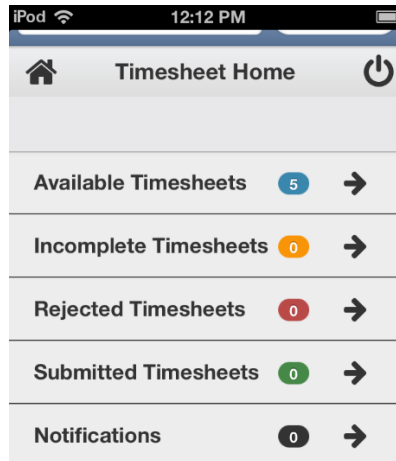 iPod 12:12 PM
Timesheet Home
Available Timesheets 5
Incomplete Timesheets 0
Rejected Timesheets 0
Submitted Timesheets 0
Notifications 0